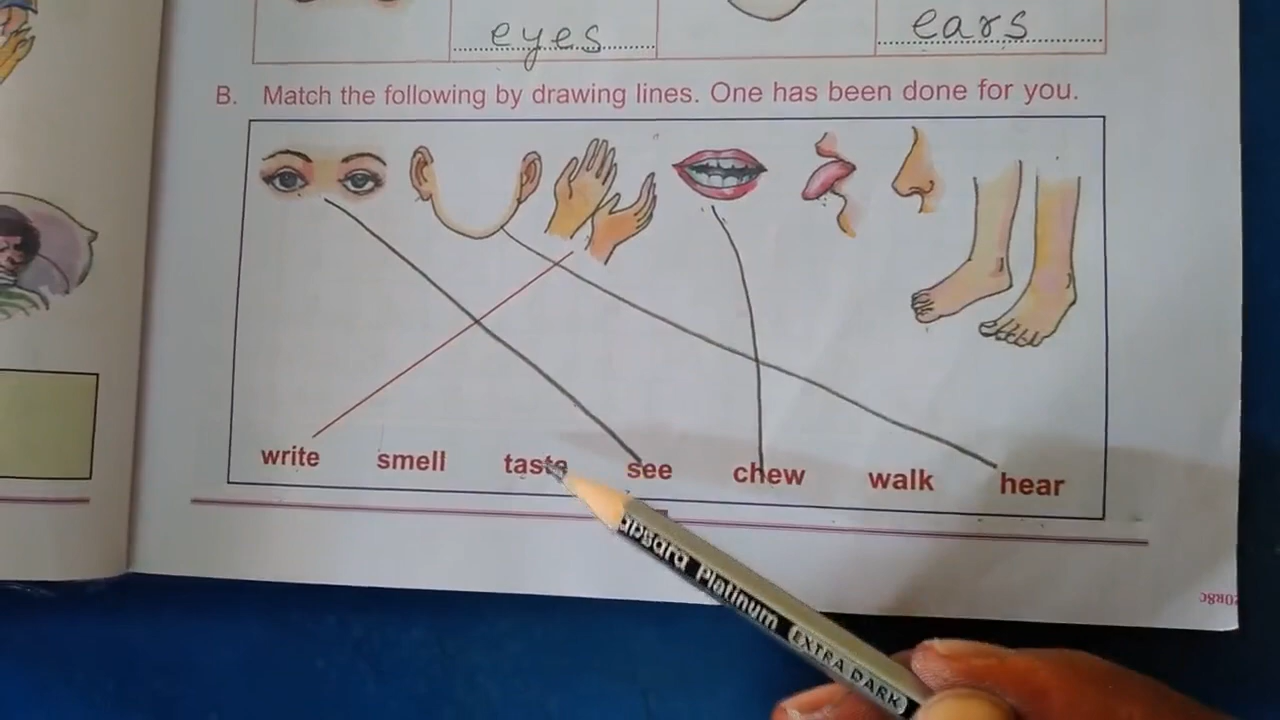 eyes
ears
B. Match the following by drawing lines. One has been done for you.
write smell taste see chew walk hear
apsara Platinum EXTRA DARK